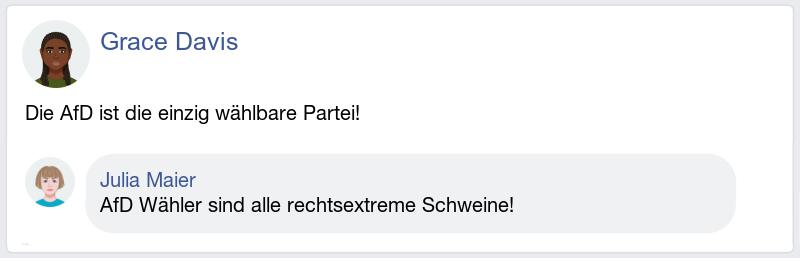 Grace Davis
Die AfD ist die einzig wählbare Partei!
Julia Maier
AfD Wähler sind alle rechtsextreme Schweine!